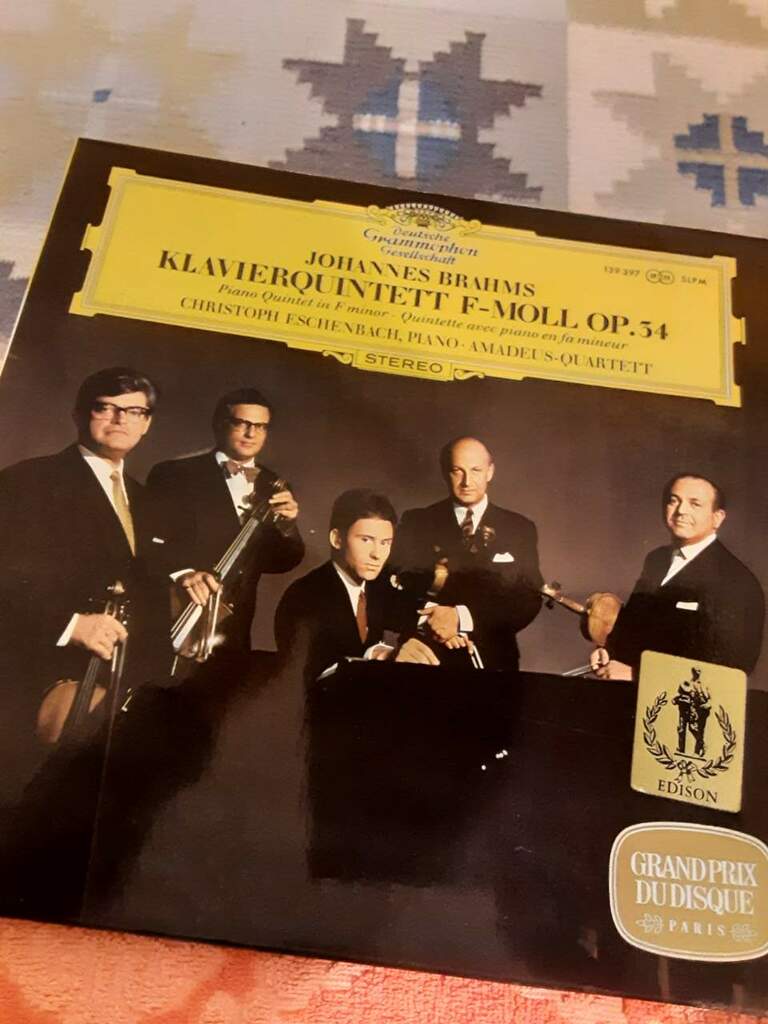 Deutsche
Grammophon
Gesellschaft
JOHANNES BRAHMS
139 397 SLPM
KLAVIERQUINTETT F-MOLL OP. 34
Piano Quintet in F minor · Quintette avec piano en fa mineur
CHRISTOPH ESCHENBACH, PIANO · AMADEUS-QUARTETT
STEREO
EDISON
GRAND PRIX
DU DISQUE
PARIS